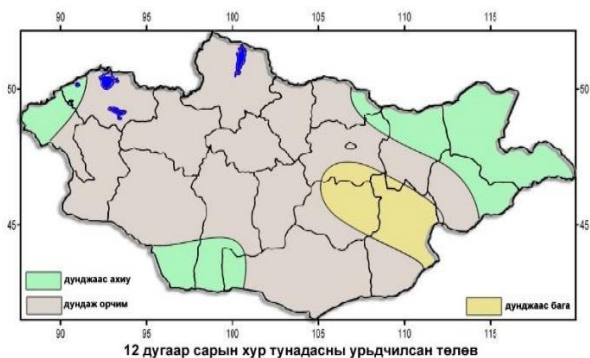 90 95 100 105 110 115
50 50
45 45
дунджаас ахиу
дундаж орчим
дунджаас бага
90 95 100 105 110 115
12 дугаар сарын хур тунадасны урьдчилсан төлөв